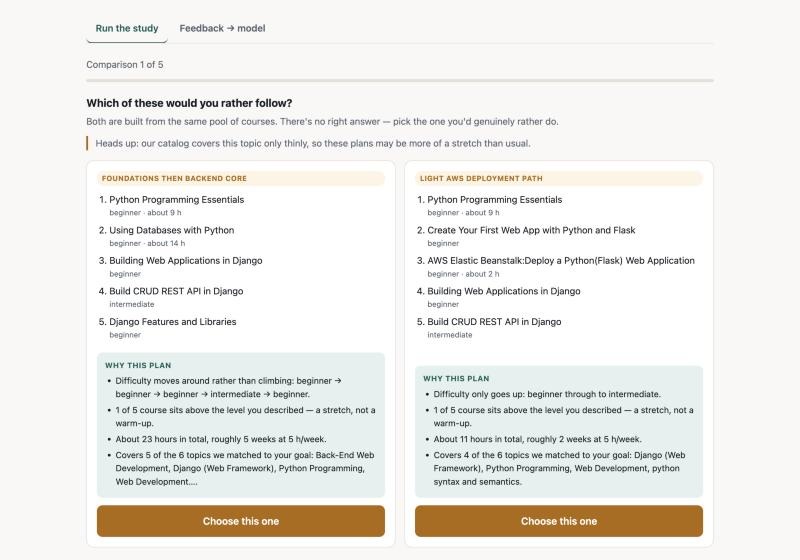 Run the study
Feedback → model
Comparison 1 of 5
Which of these would you rather follow?
Both are built from the same pool of courses. There's no right answer — pick the one you'd genuinely rather do.
Heads up: our catalog covers this topic only thinly, so these plans may be more of a stretch than usual.
FOUNDATIONS THEN BACKEND CORE
1. Python Programming Essentials
beginner · about 9 h
2. Using Databases with Python
beginner · about 14 h
3. Building Web Applications in Django
beginner
4. Build CRUD REST API in Django
intermediate
5. Django Features and Libraries
beginner
WHY THIS PLAN
• Difficulty moves around rather than climbing: beginner →
beginner → beginner → intermediate → beginner.
• 1 of 5 course sits above the level you described — a stretch, not a
warm-up.
• About 23 hours in total, roughly 5 weeks at 5 h/week.
• Covers 5 of the 6 topics we matched to your goal: Back-End Web
Development, Django (Web Framework), Python Programming,
Web Development....
Choose this one
LIGHT AWS DEPLOYMENT PATH
1. Python Programming Essentials
beginner · about 9 h
2. Create Your First Web App with Python and Flask
beginner
3. AWS Elastic Beanstalk:Deploy a Python(Flask) Web Application
beginner · about 2 h
4. Building Web Applications in Django
beginner
5. Build CRUD REST API in Django
intermediate
WHY THIS PLAN
• Difficulty only goes up: beginner through to intermediate.
• 1 of 5 course sits above the level you described — a stretch, not a
warm-up.
• About 11 hours in total, roughly 2 weeks at 5 h/week.
• Covers 4 of the 6 topics we matched to your goal: Django (Web
Framework), Python Programming, Web Development, python
syntax and semantics.
Choose this one